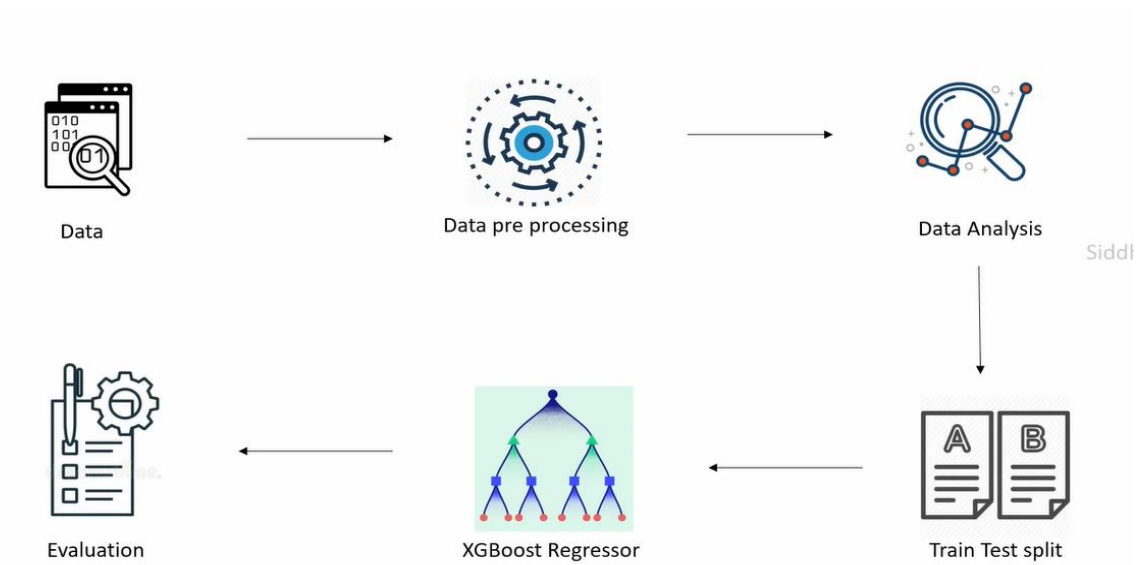 010
101
00
01
Data
Data pre processing
Data Analysis
Siddh
A
B
Evaluation
XGBoost Regressor
Train Test split